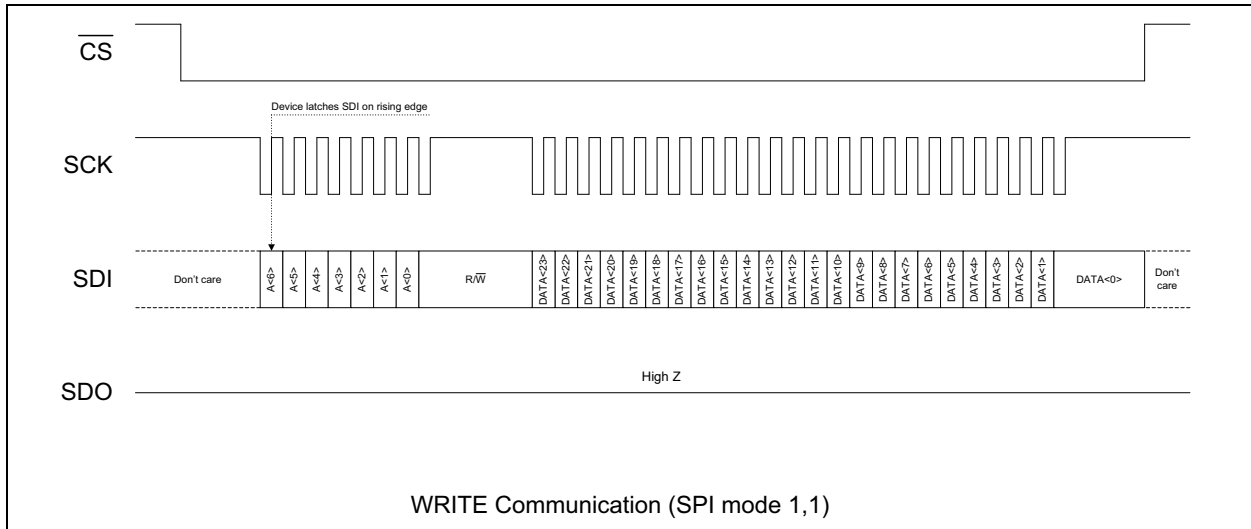 CS
Device latches SDI on rising edge
SCK
SDI
Don't care
A<6>
A<5>
A<4>
A<3>
A<2>
A<1>
A<0>
R/W
DATA<23>
DATA<22>
DATA<21>
DATA<20>
DATA<19>
DATA<18>
DATA<17>
DATA<16>
DATA<15>
DATA<14>
DATA<13>
DATA<12>
DATA<11>
DATA<10>
DATA<9>
DATA<8>
DATA<7>
DATA<6>
DATA<5>
DATA<4>
DATA<3>
DATA<2>
DATA<1>
DATA<0>
Don't
care
High Z
SDO
WRITE Communication (SPI mode 1,1)